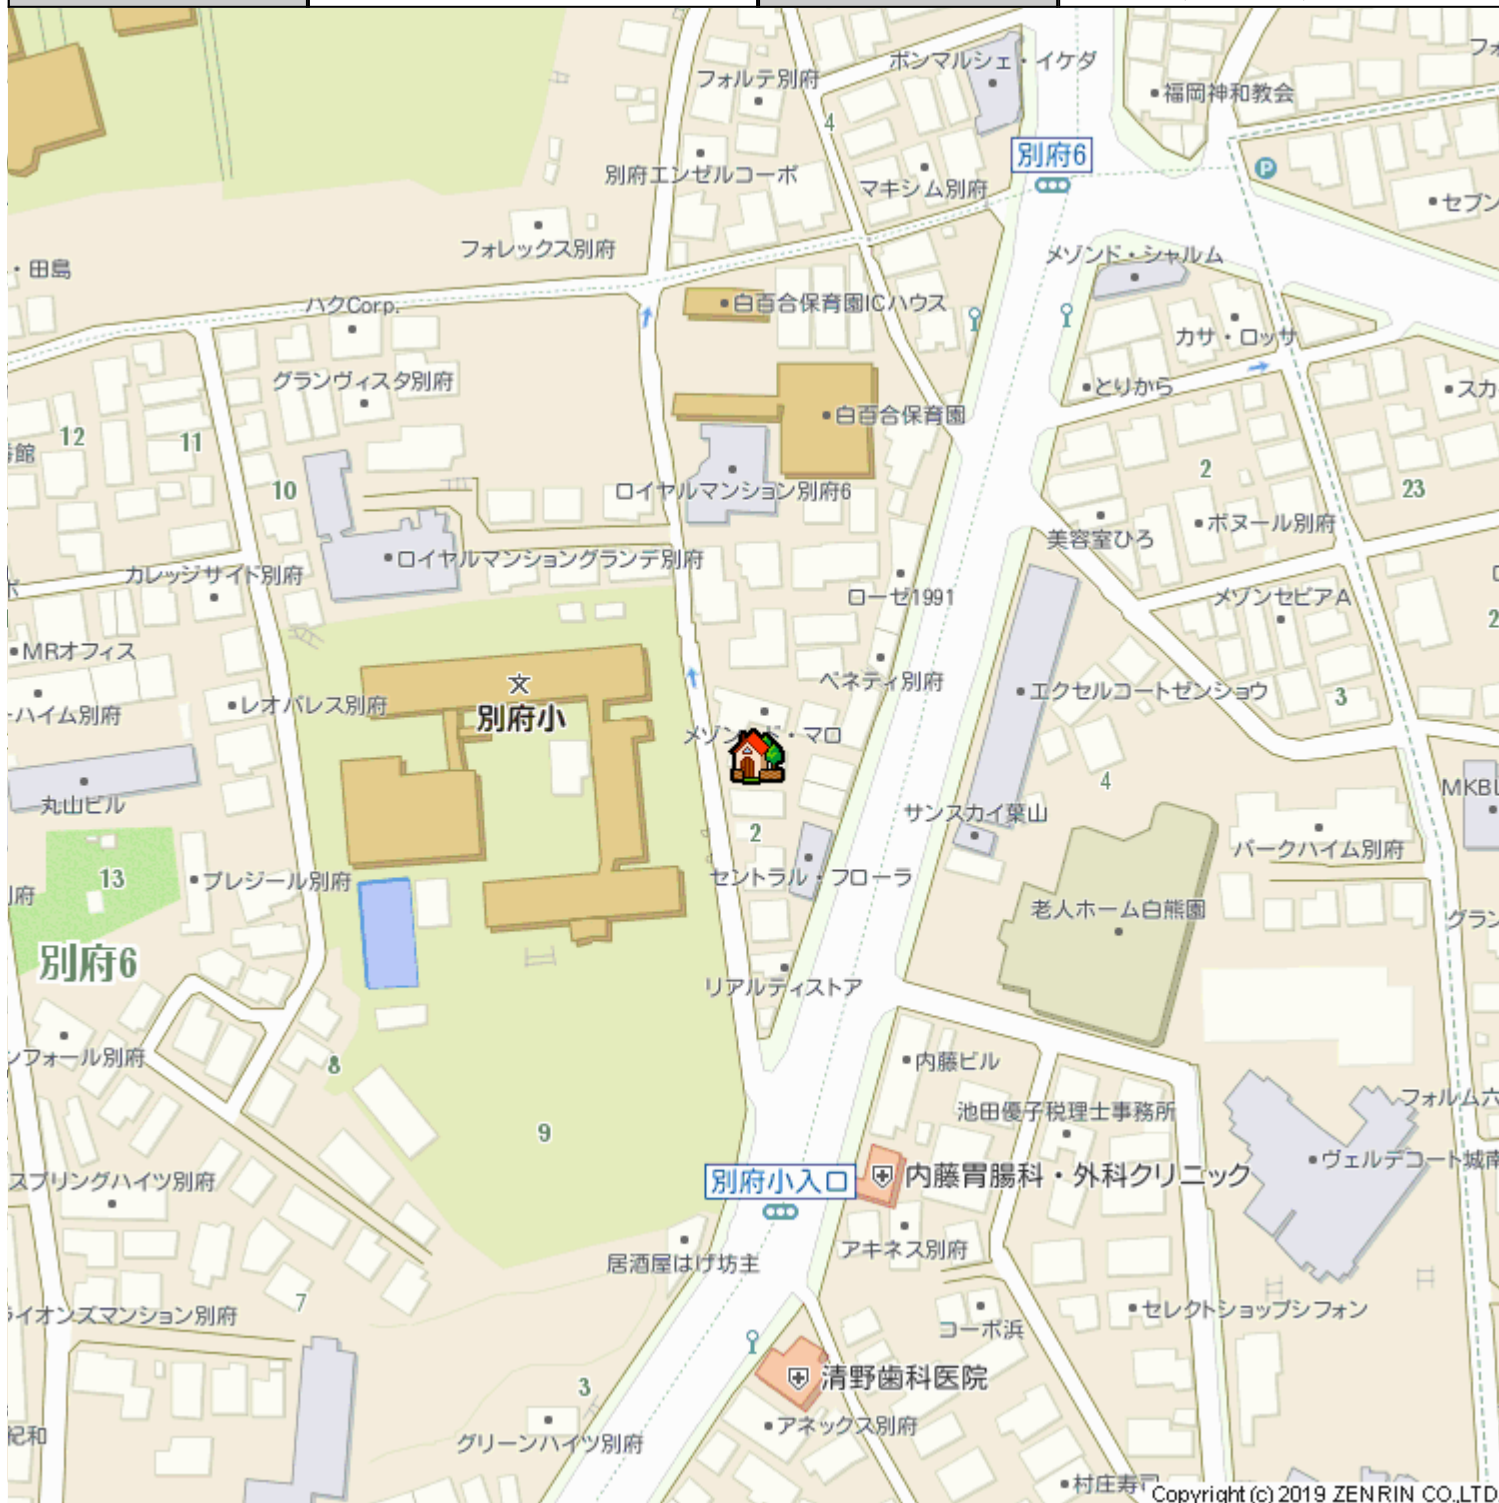 ボンマルシェ・イケダ
フォルテ別府
福岡神和教会
4
別府6
別府エンゼルコーポ
マキシム別府
P
セブン
フォレックス別府
メゾンド・シャルム
・田島
ハクCorp.
白百合保育園ICハウス
カサ・ロッサ
グランヴィスタ別府
とりから
スカ
白百合保育園
12
11
館
2
10
ロイヤルマンション別府6
23
ボヌール別府
美容室ひろ
ロイヤルマンショングランデ別府
カレッジサイド別府
ローゼ1991
メゾンセピアA
2
MRオフィス
文
ベネティ別府
エクセルコートゼンショウ
レオパレス別府
3
ーハイム別府
別府小
メゾンド・マロ
4
MKBL
丸山ビル
サンスカイ葉山
2
パークハイム別府
13
プレジール別府
セントラル・フローラ
府
老人ホーム白熊園
グラン
別府6
リアルティストア
ンフォール別府
8
内藤ビル
フォルム六
池田優子税理士事務所
9
ヴェルデコート城南
スプリングハイツ別府
別府小入口
内藤胃腸科・外科クリニック
アキネス別府
居酒屋はげ坊主
7
ライオンズマンション別府
セレクトショップシフォン
コーポ浜
清野歯科医院
3
アネックス別府
紀和
グリーンハイツ別府
村庄寿司
Copyright (c) 2019 ZENRIN CO.,LTD